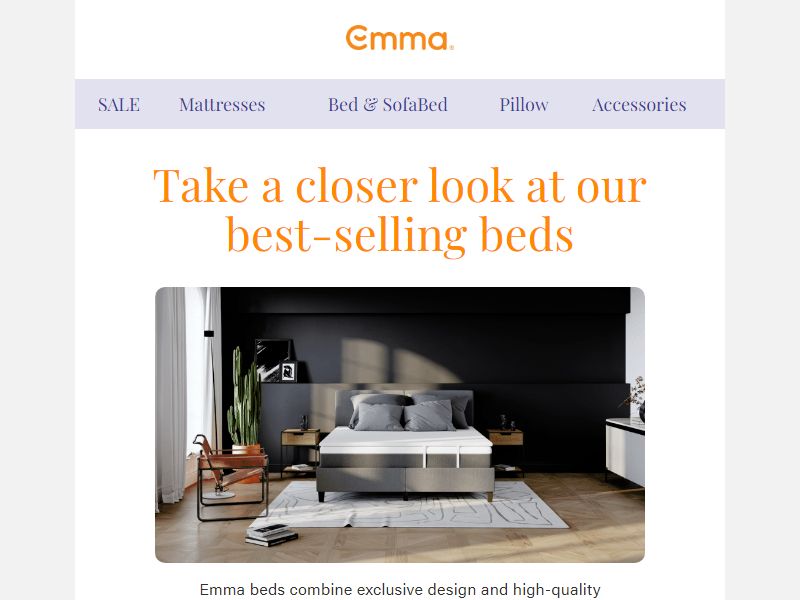 emma
SALE Mattresses Bed & SofaBed Pillow Accessories
Take a closer look at our
best-selling beds
Emma beds combine exclusive design and high-quality